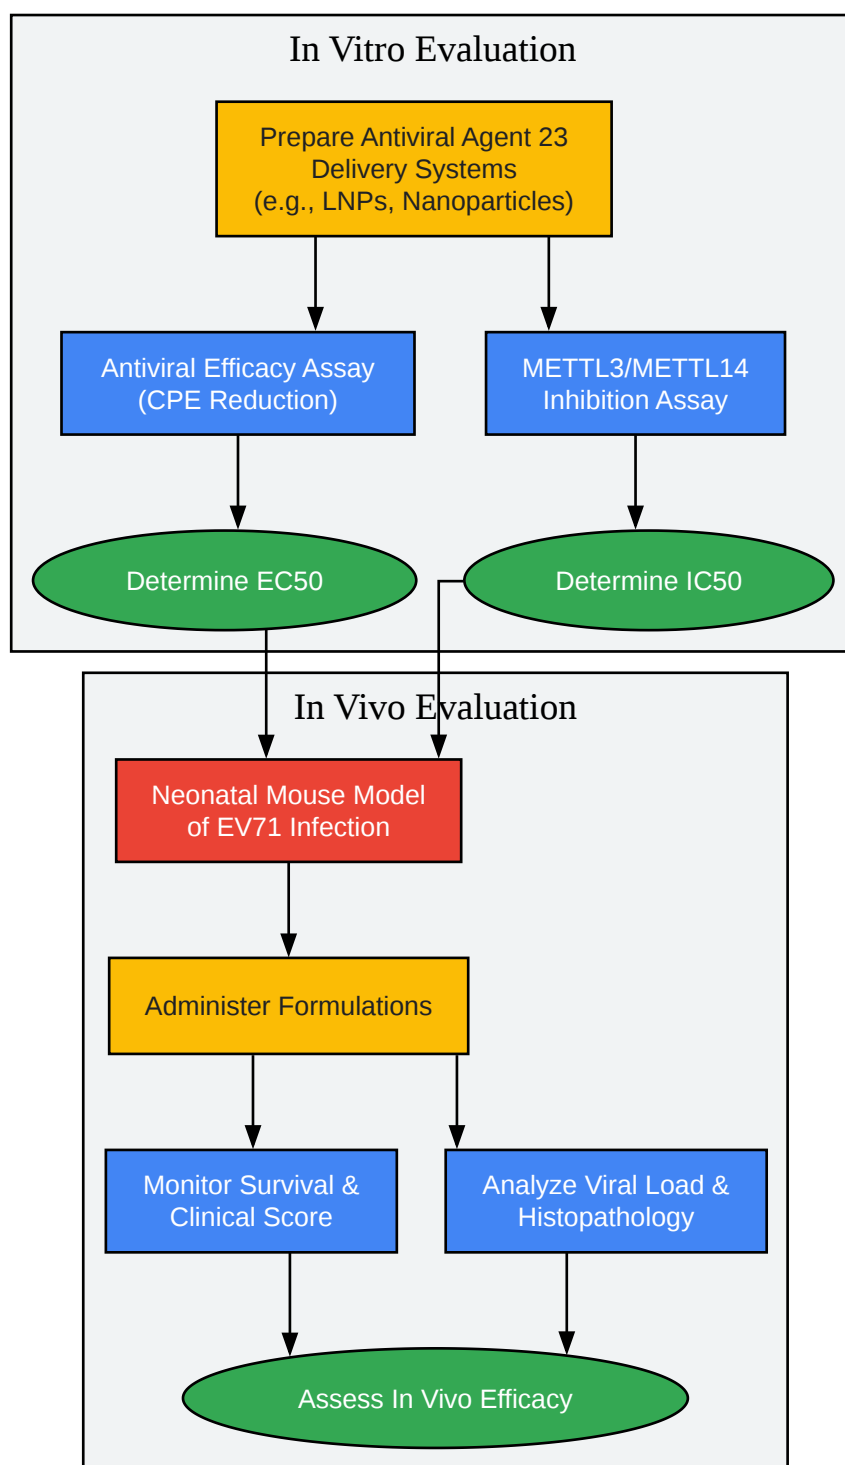 In Vitro Evaluation
Prepare Antiviral Agent 23
Delivery Systems
(e.g., LNPs, Nanoparticles)
Antiviral Efficacy Assay
(CPE Reduction)
METTL3/METTL14
Inhibition Assay
Determine EC50
Determine IC50
In Vivo Evaluation
Neonatal Mouse Model
of EV71 Infection
Administer Formulations
Monitor Survival &
Clinical Score
Analyze Viral Load &
Histopathology
Assess In Vivo Efficacy